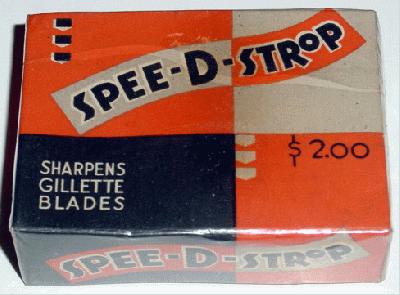 SPEE-D-STROP
$2.00
SHARPENS
GILLETTE
BLADES
SPEE-D-STROP